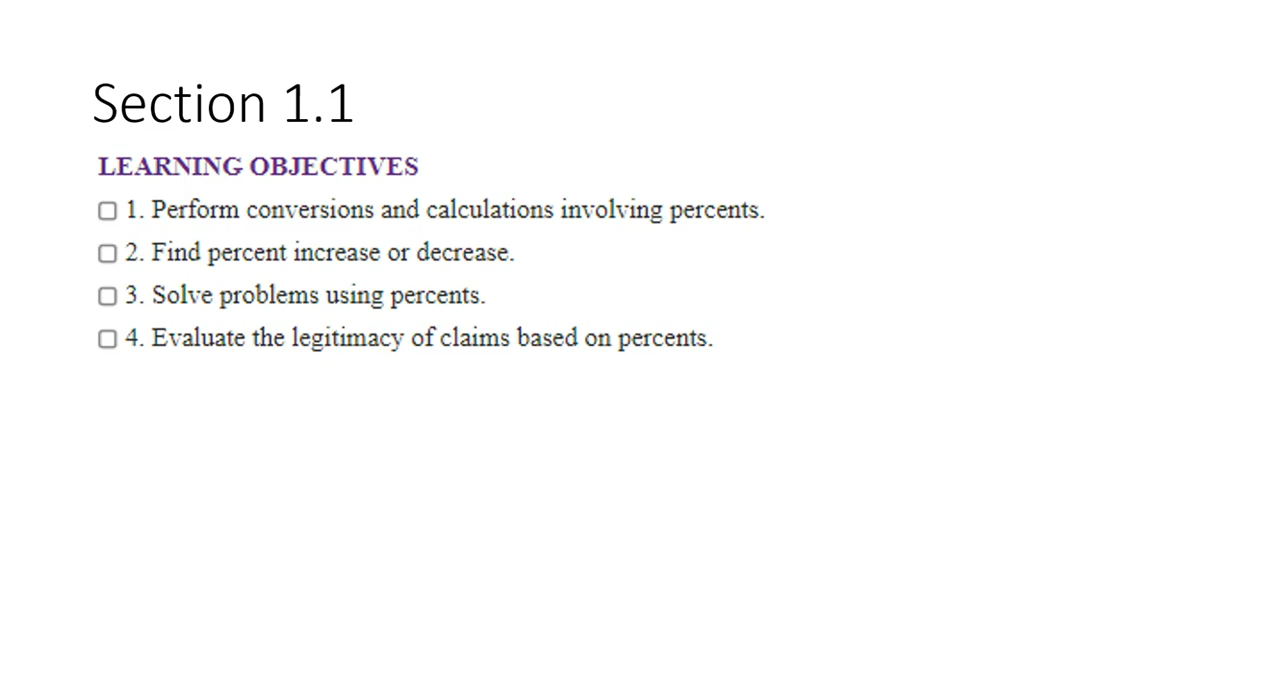 Section 1.1
LEARNING OBJECTIVES
1. Perform conversions and calculations involving percents.
2. Find percent increase or decrease.
3. Solve problems using percents.
4. Evaluate the legitimacy of claims based on percents.